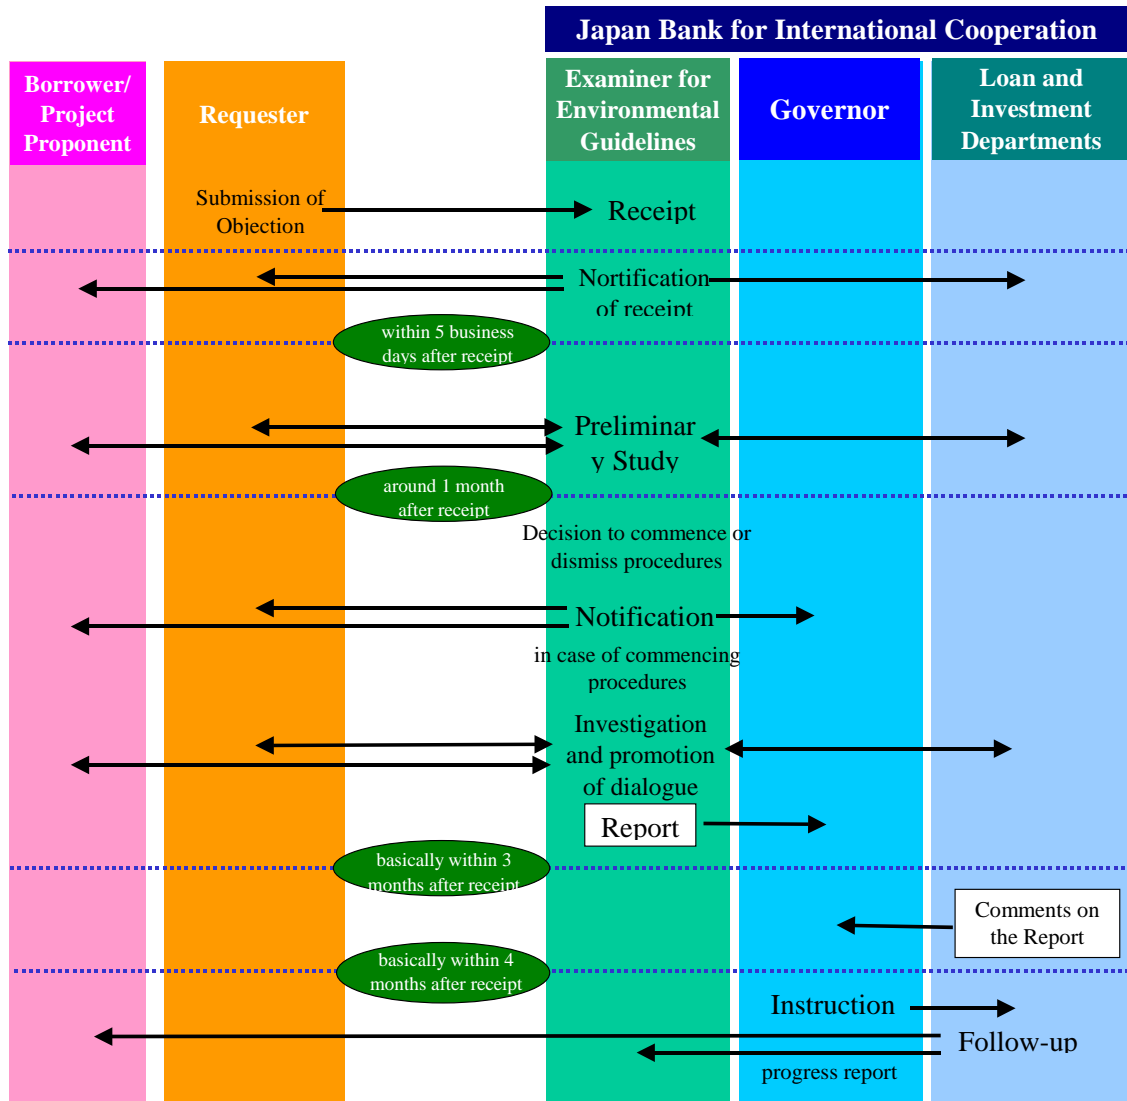 Japan Bank for International Cooperation
Borrower/
Project
Proponent
Requester
Examiner for
Environmental
Guidelines
Governor
Loan and
Investment
Departments
Submission of
Objection
Receipt
Nortification
of receipt
within 5 business
days after receipt
Preliminar
y Study
around 1 month
after receipt
Decision to commence or
dismiss procedures
Notification
in case of commencing
procedures
Investigation
and promotion
of dialogue
Report
basically within 3
months after receipt
Comments on
the Report
basically within 4
months after receipt
Instruction
Follow-up
progress report